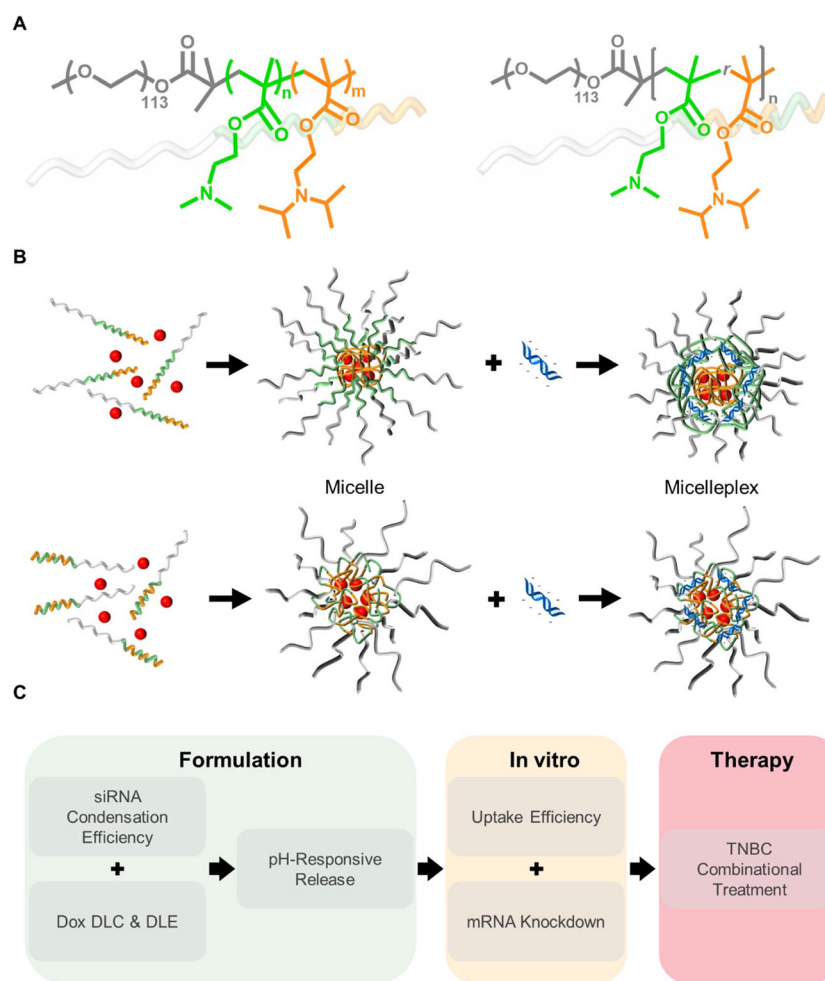 A
O
O
O
113
n
m
O
O
O
O
N
N
O
O
O
113
r
n
O
O
O
O
N
N
B
+
Micelle
Micelleplex
+
C
Formulation
In vitro
Therapy
siRNA
Condensation
Efficiency
+
Dox DLC & DLE
pH-Responsive
Release
Uptake Efficiency
+
mRNA Knockdown
TNBC
Combinational
Treatment